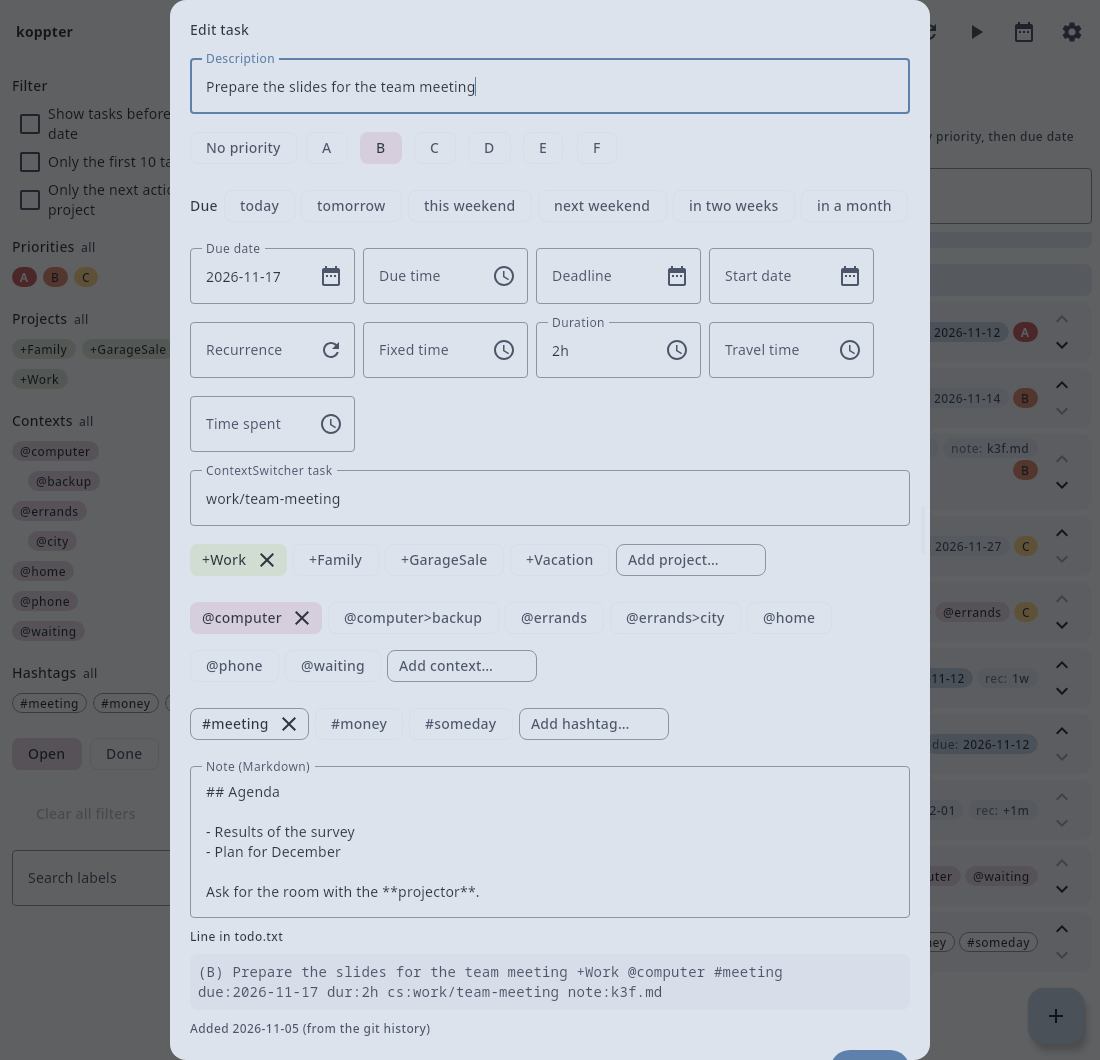 koppter
Filter
Show tasks before
date
Only the first 10
Only the next
project
Priorities all
A B C
Projects all
+Family +GarageSale
+Work
Contexts all
@computer
@backup
@errands
@city
@home
@phone
@waiting
Hashtags all
#meeting #money
Open Done
Clear all filters
Search labels
Edit task
Description
Prepare the slides for the team meeting
No priority A B C D E F
Due today tomorrow this weekend next weekend in two weeks in a month
Due date
2026-11-17 Due time Deadline Start date
Duration
Recurrence Fixed time 2h Travel time
Time spent
ContextSwitcher task
work/team-meeting
+Work +Family +GarageSale +Vacation Add project...
@computer @computer>backup @errands @errands>city @home
@phone @waiting Add context...
#meeting #money #someday Add hashtag...
Note (Markdown)
## Agenda
- Results of the survey
- Plan for December
Ask for the room with the **projector**.
Line in todo.txt
(B) Prepare the slides for the team meeting +Work @computer #meeting
due:2026-11-17 dur:2h cs:work/team-meeting note:k3f.md
Added 2026-11-05 (from the git history)
priority, then due date
2026-11-12 A
2026-11-14 B
note: k3f.md
B
2026-11-27 C
@errands C
11-12 rec: 1w
due: 2026-11-12
2-01 rec: +1m
@waiting
#someday
+